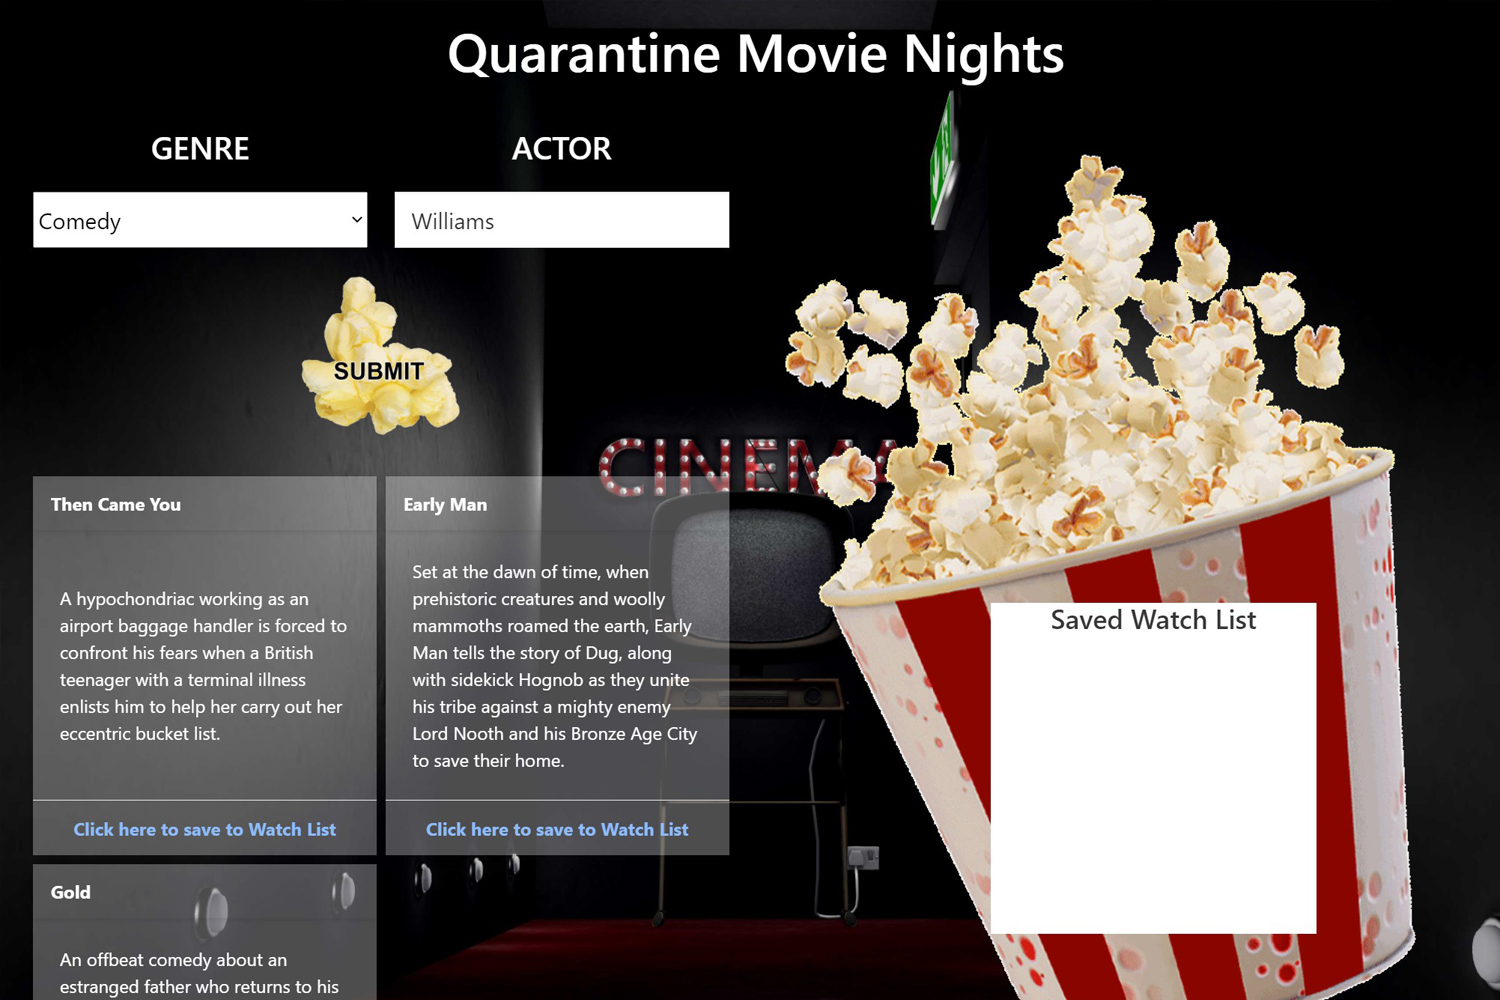 Quarantine Movie Nights
GENRE
ACTOR
Comedy
Williams
SUBMIT
CINEMA
Then Came You
A hypochondriac working as an
airport baggage handler is forced to
confront his fears when a British
teenager with a terminal illness
enlists him to help her carry out her
eccentric bucket list.
Click here to save to Watch List
Early Man
Set at the dawn of time, when
prehistoric creatures and woolly
mammoths roamed the earth, Early
Man tells the story of Dug, along
with sidekick Hognob as they unite
his tribe against a mighty enemy
Lord Nooth and his Bronze Age City
to save their home.
Click here to save to Watch List
Gold
An offbeat comedy about an
estranged father who returns to his
Saved Watch List